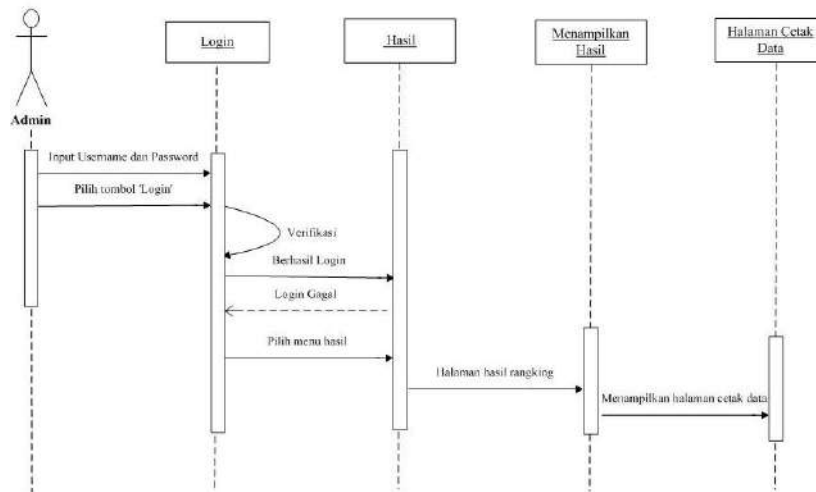 Login
Hasil
Menampilkan
Hasil
Halaman Cetak
Data
Admin
Input Username dan Password
Pilih tombol 'Login'
Verifikasi
Berhasil Login
Login Gagal
Pilih menu hasil
Halaman hasil rangking
Menampilkan halaman cetak data